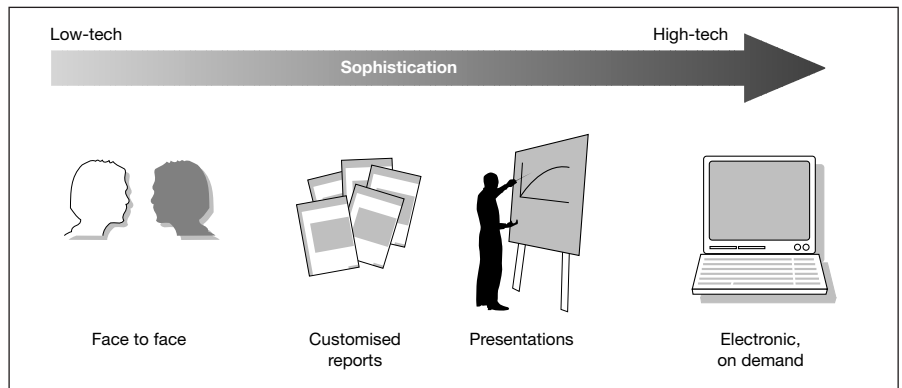 Low-tech
High-tech
Sophistication
Face to face
Customised
reports
Presentations
Electronic,
on demand